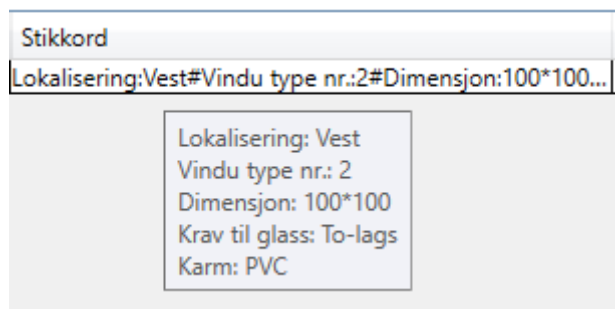 Stikkord
Lokalisering:Vest#Vindu type nr.:2#Dimensjon:100*100...
Lokalisering: Vest
Vindu type nr.: 2
Dimensjon: 100*100
Krav til glass: To-lags
Karm: PVC